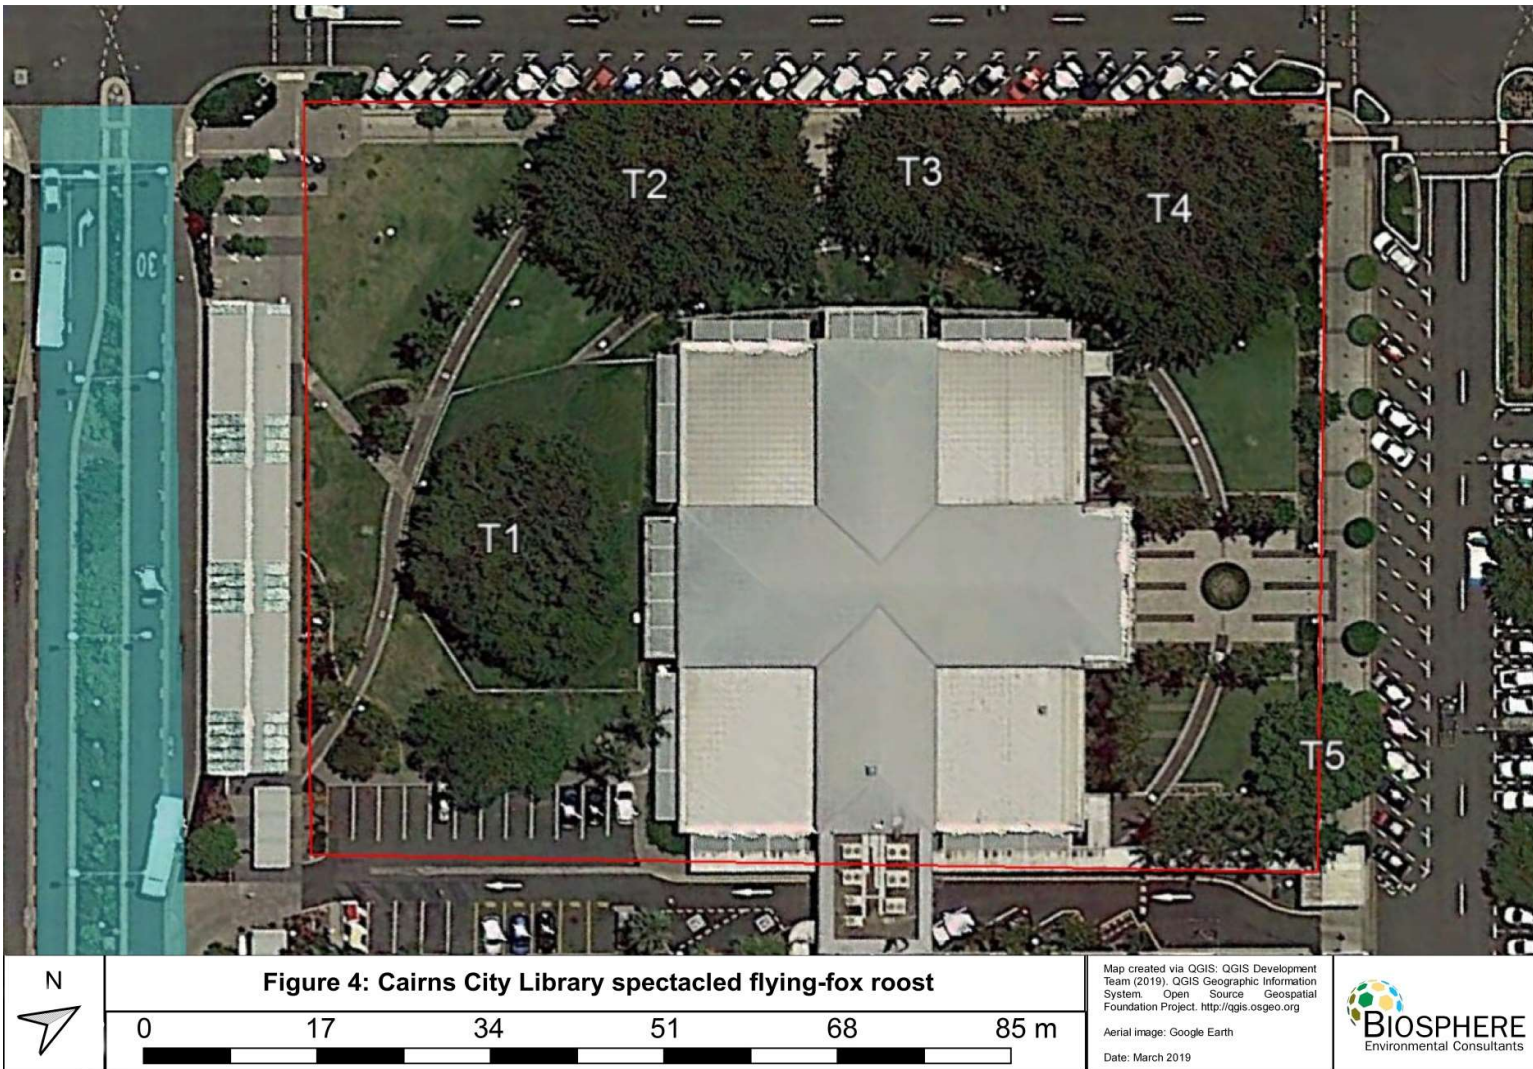 30
T2
T3
T4
T1
T5
N
Figure 4: Cairns City Library spectacled flying-fox roost
0 17 34 51 68 85 m
Map created via QGIS: QGIS Development
Team (2019). QGIS Geographic Information
System. Open Source Geospatial
Foundation Project. http://qgis.osgeo.org
Aerial image: Google Earth
Date: March 2019
BIOSPHERE
Environmental Consultants